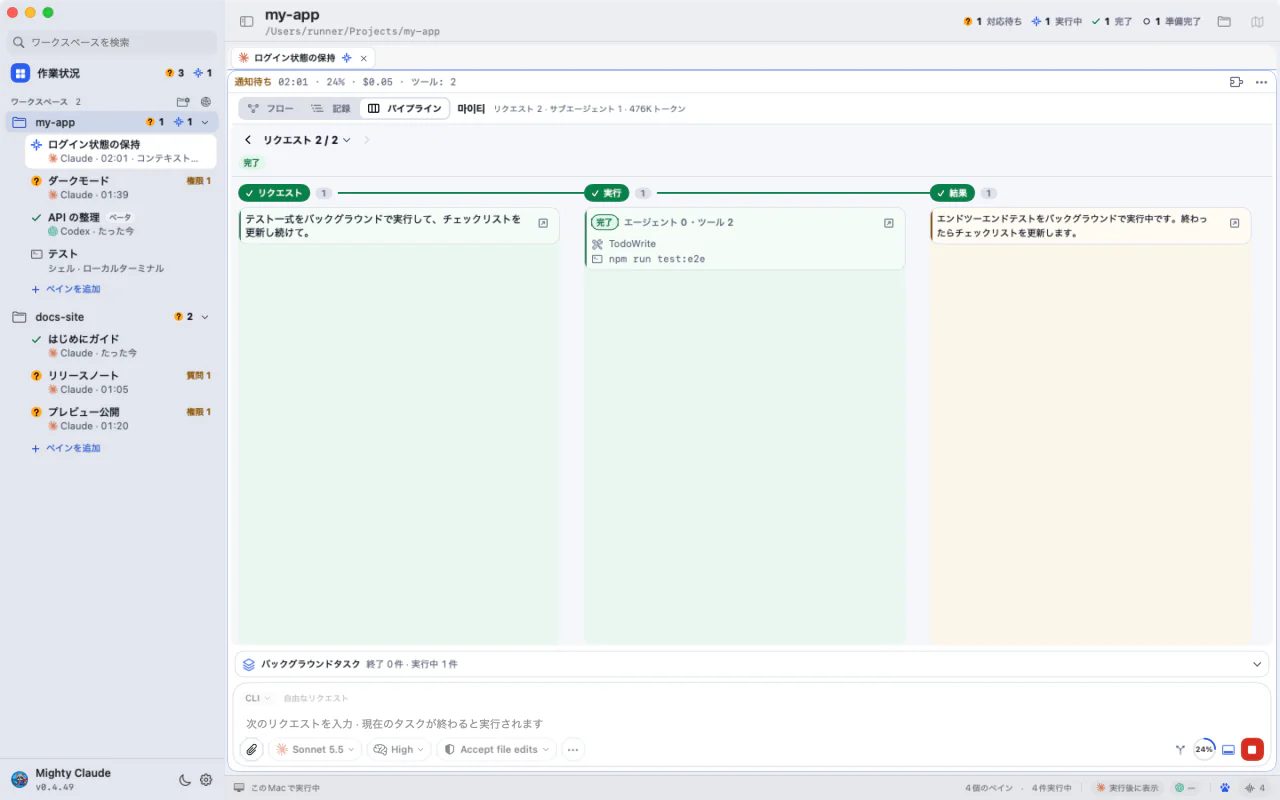 ワークスペースを検索
作業状況 3 1
ワークスペース 2
my-app 1 1
ログイン状態の保持
Claude · 02:01 · コンテキスト...
ダークモード 権限 1
Claude · 01:39
API の整理 ベータ
Codex · たった今
テスト
シェル · ローカルターミナル
+ ペインを追加
docs-site 2
はじめにガイド
Claude · たった今
リリースノート 質問 1
Claude · 01:05
プレビュー公開 権限 1
Claude · 01:20
+ ペインを追加
Mighty Claude
v0.4.49
my-app
/Users/runner/Projects/my-app
1 対応待ち 1 実行中 1 完了 1 準備完了
ログイン状態の保持
通知待ち 02:01 · 24% · $0.05 · ツール: 2
フロー 記録 パイプライン 마이티 リクエスト 2 · サブエージェント 1 · 476K トークン
リクエスト 2 / 2
完了
リクエスト 1
実行 1
結果 1
テスト一式をバックグラウンドで実行して、チェックリストを
更新し続けて。
完了 エージェント 0 · ツール 2
TodoWrite
npm run test:e2e
エンドツーエンドテストをバックグラウンドで実行中です。終わっ
たらチェックリストを更新します。
バックグラウンドタスク 終了 0 件 · 実行中 1 件
CLI 自由なリクエスト
次のリクエストを入力 · 現在のタスクが終わると実行されます
Sonnet 5.5 High Accept file edits
24%
この Mac で実行中 4 個のペイン · 4 件実行中 実行後に表示 — 4